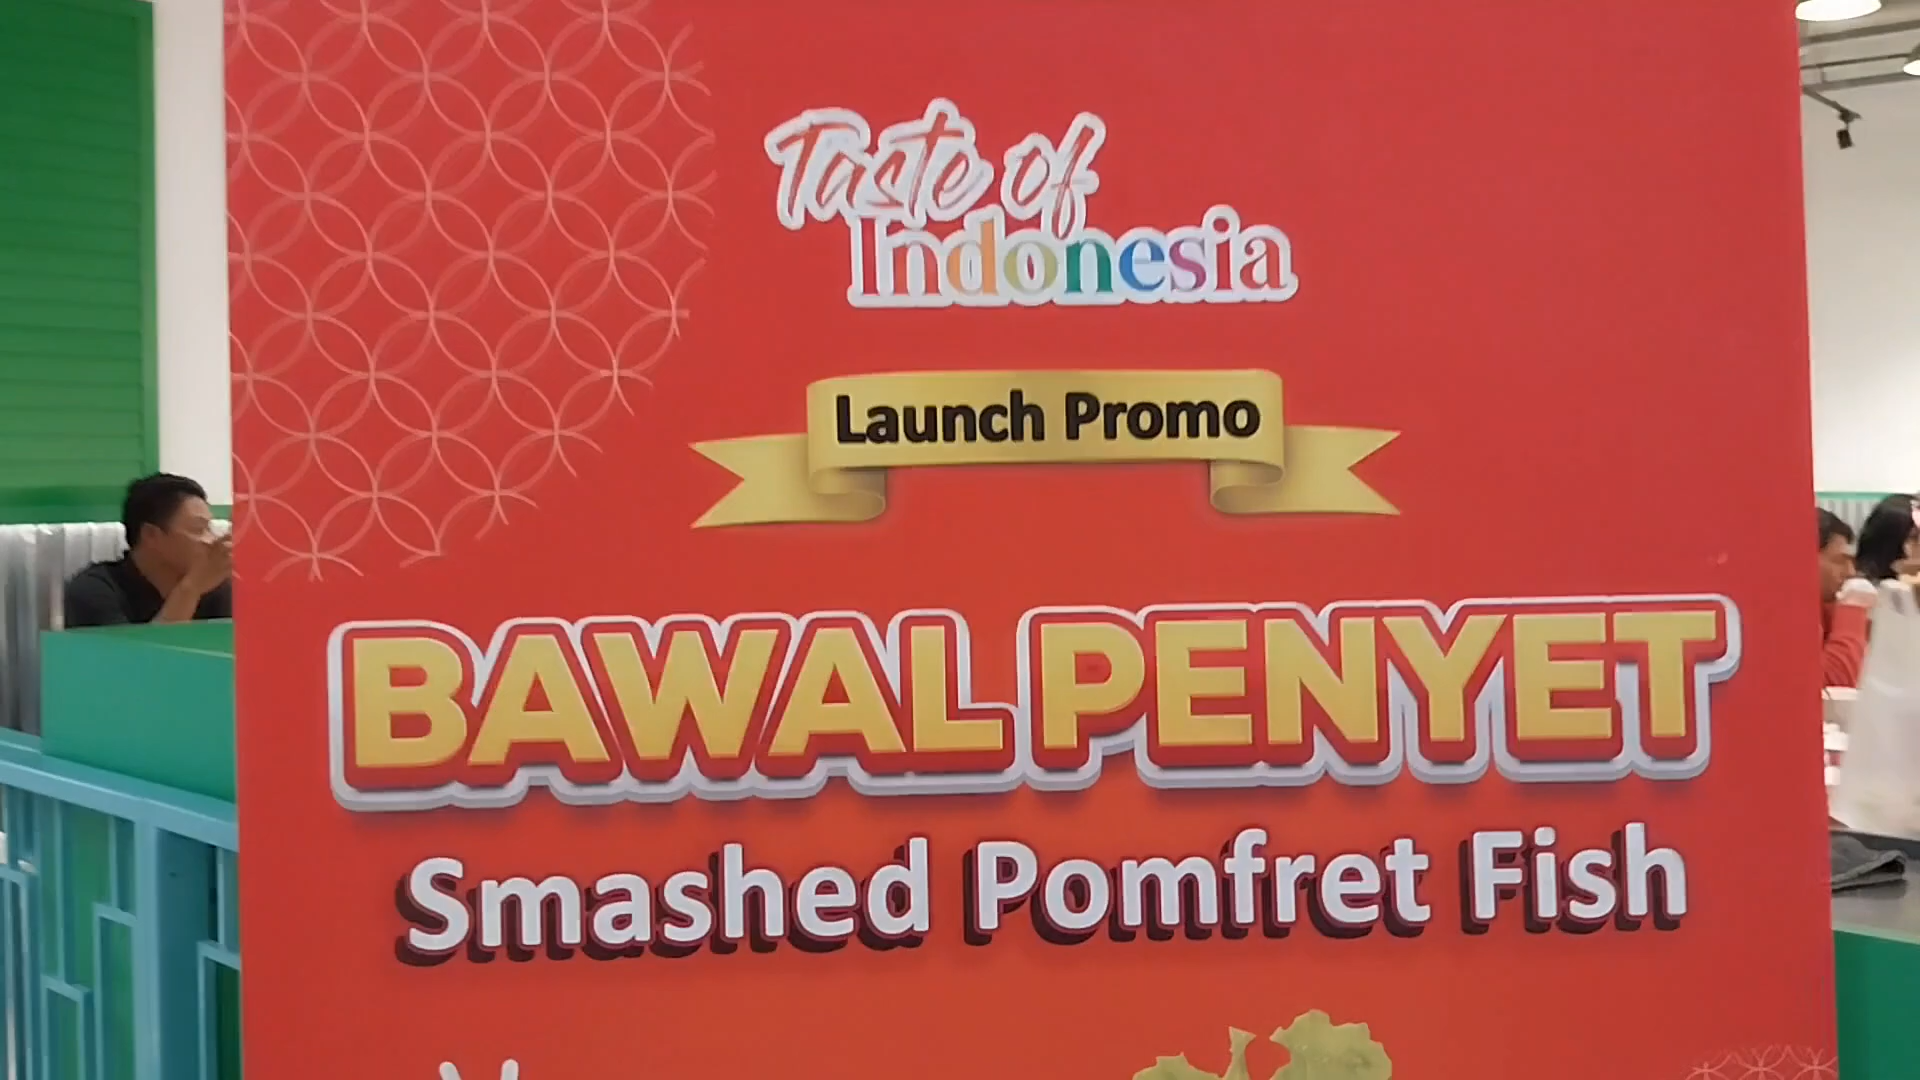 Taste of
Indonesia
Launch Promo
BAWAL PENYET
Smashed Pomfret Fish